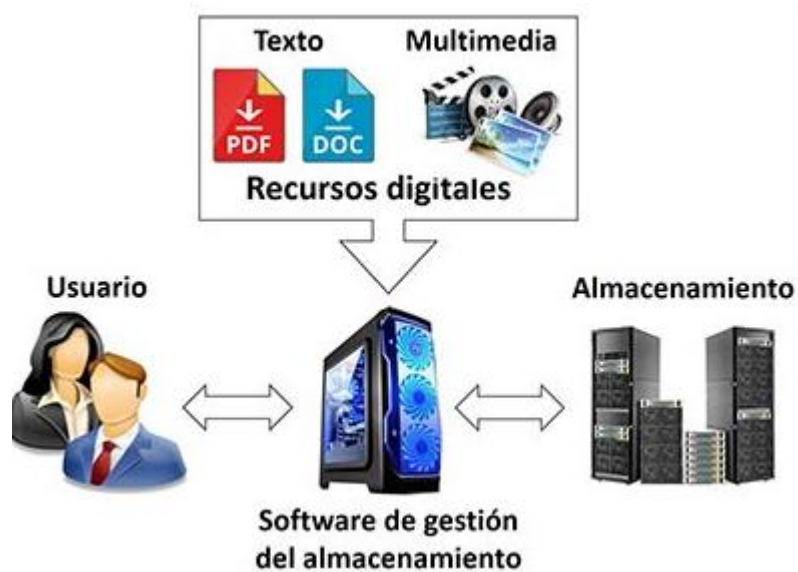 Texto
Multimedia
PDF
DOC
Recursos digitales
Usuario
Almacenamiento
Software de gestión
del almacenamiento